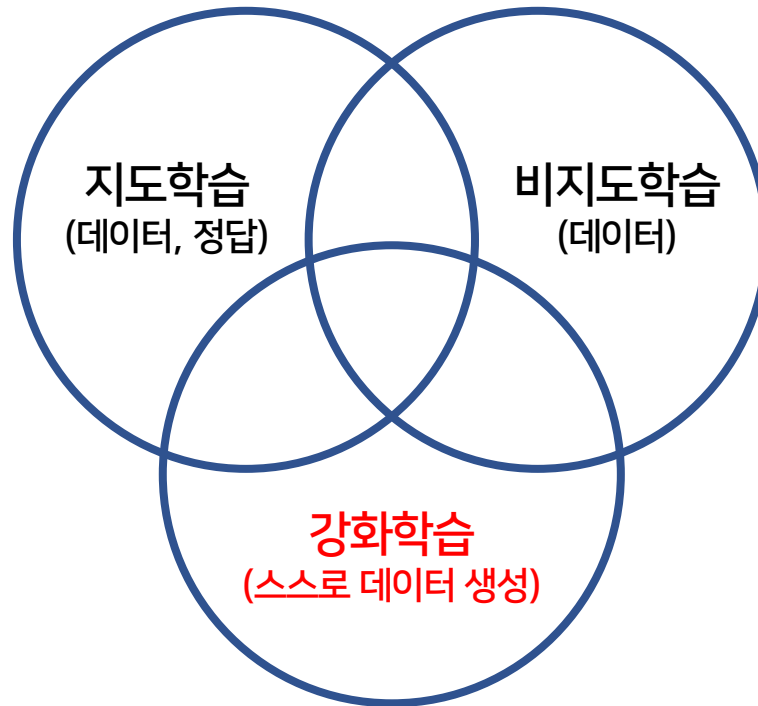 지도학습
(데이터, 정답)
비지도학습
(데이터)
강화학습
(스스로 데이터 생성)